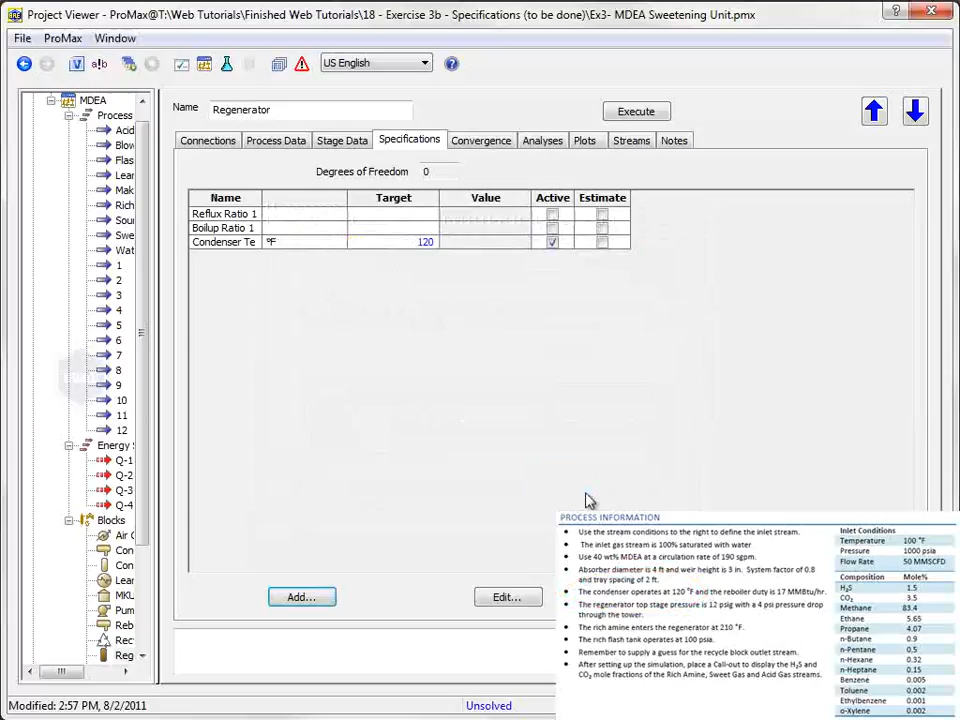 Project Viewer - ProMax@T:\Web Tutorials\Finished Web Tutorials\18 - Exercise 3b - Specifications (to be done)\Ex3- MDEA Sweetening Unit.pmx
File ProMax Window
US English
MDEA
Process
Acid
Blow
Flas
Lear
Mak
Rich
Sour
Swe
Wat
1
2
3
4
5
6
7
8
9
10
11
12
Energy S
Q-1
Q-2
Q-3
Q-4
Blocks
Air C
Con
Con
Lear
MKU
Pum
Reb
Rec
Reg
Name Regenerator Execute
Connections Process Data Stage Data Specifications Convergence Analyses Plots Streams Notes
Degrees of Freedom 0
Name Target Value Active Estimate
Reflux Ratio 1
Boilup Ratio 1
Condenser Te °F 120
Add... Edit...
PROCESS INFORMATION
• Use the stream conditions to the right to define the inlet stream.
• The inlet gas stream is 100% saturated with water
• Use 40 wt% MDEA at a circulation rate of 190 sgpm.
• Absorber diameter is 4 ft and weir height is 3 in. System factor of 0.8
and tray spacing of 2 ft.
• The condenser operates at 120 °F and the reboiler duty is 17 MMBtu/hr.
• The regenerator top stage pressure is 12 psig with a 4 psi pressure drop
through the tower.
• The rich amine enters the regenerator at 210 °F.
• The rich flash tank operates at 100 psia.
• Remember to supply a guess for the recycle block outlet stream.
• After setting up the simulation, place a Call-out to display the H₂S and
CO₂ mole fractions of the Rich Amine, Sweet Gas and Acid Gas streams.
Inlet Conditions
Temperature 100 °F
Pressure 1000 psia
Flow Rate 50 MMSCFD
Composition Mole%
H₂S 1.5
CO₂ 3.5
Methane 83.4
Ethane 5.65
Propane 4.07
n-Butane 0.9
n-Pentane 0.5
n-Hexane 0.32
n-Heptane 0.15
Benzene 0.005
Toluene 0.002
Ethylbenzene 0.001
o-Xylene 0.002
Modified: 2:57 PM, 8/2/2011 Unsolved